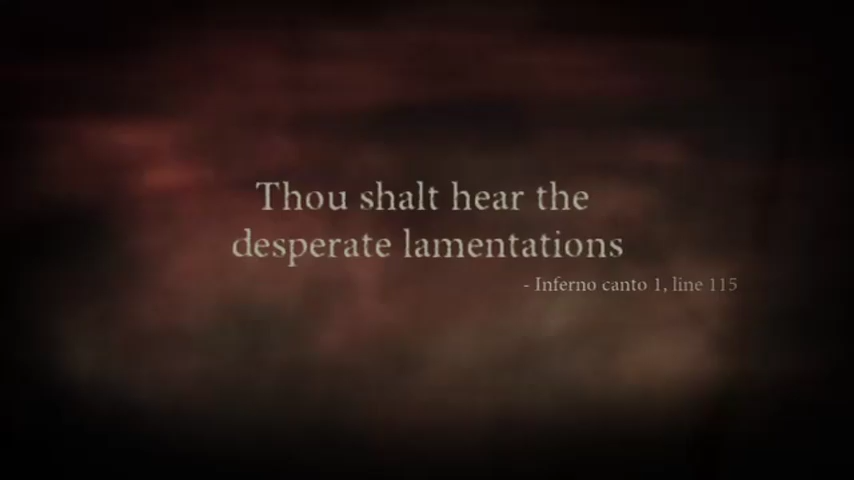 Thou shalt hear the
desperate lamentations
- Inferno canto 1, line 115